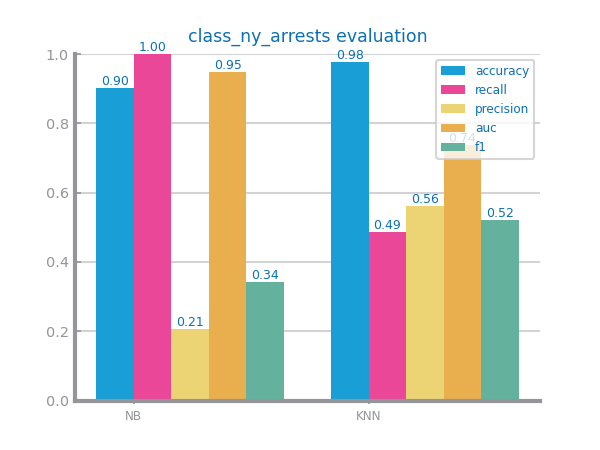 class_ny_arrests evaluation
1.0
0.8
0.6
0.4
0.2
0.0
0.90
1.00
0.21
0.95
0.34
0.98
0.49
0.56
0.74
0.52
accuracy
recall
precision
auc
f1
NB
KNN